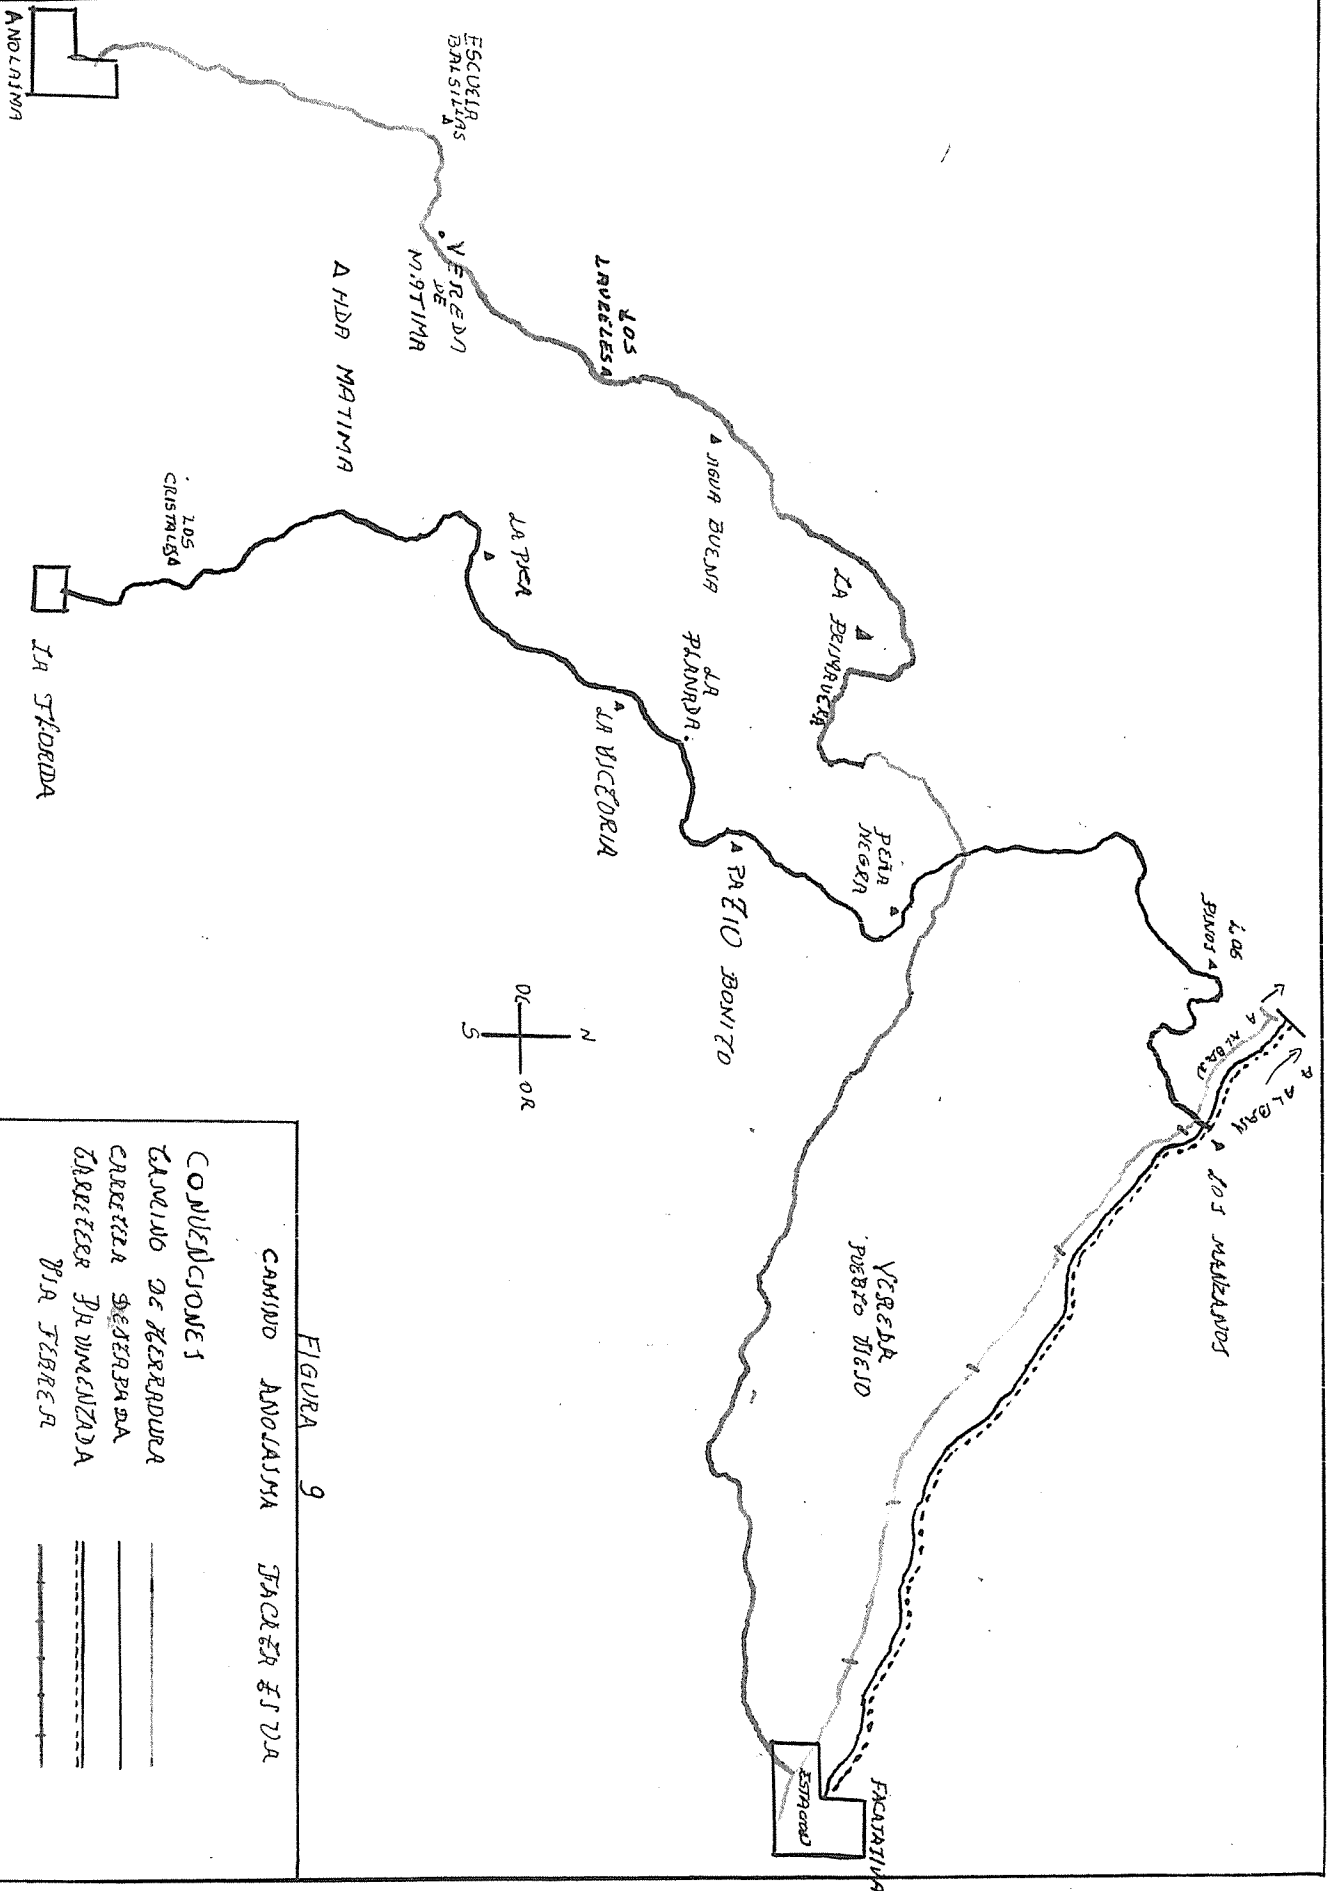 ANOLAIMA
ESCUELA
BALSILLAS
VEREDA
DE
MATIMA
A HDA MATIMA
LOS
LAURELES
AGUA BUENA
LA PRIMAVERA
LOS
CRISTALES
LA FLORIDA
LA PICA
LA VICTORIA
LA
PLANADA
PATIO BONITO
PEÑA
NEGRA
LOS
PINOS
A ALBAN
A ALBAN
LOS MANZANOS
VEREDA
PUEBLO VIEJO
FACATATIVA
ESTACION
N
S
OC
OR
FIGURA 9
CAMINO ANOLAIMA FACATATIVA
CONVENCIONES
CAMINO DE HERRADURA
CARRETERA DESTAPADA
CARRETERA PAVIMENTADA
VIA FERREA